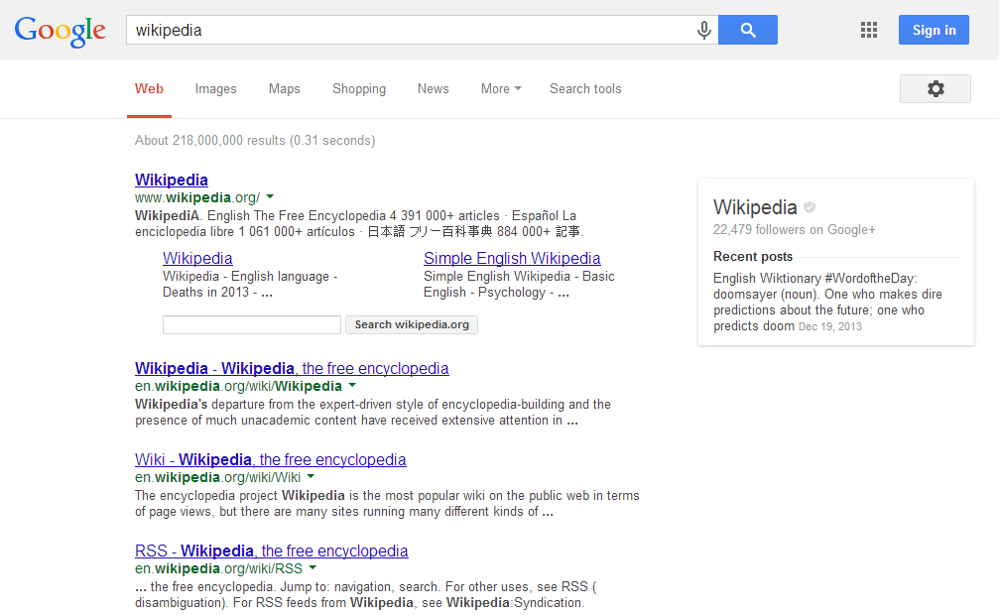 Google
wikipedia
Sign in
Web Images Maps Shopping News More Search tools
About 218,000,000 results (0.31 seconds)
Wikipedia
www.wikipedia.org/
WikipediA. English The Free Encyclopedia 4 391 000+ articles · Español La
enciclopedia libre 1 061 000+ artículos · 日本語 フリー百科事典 884 000+ 記事.
Wikipedia
Wikipedia - English language -
Deaths in 2013 - ...
Simple English Wikipedia
Simple English Wikipedia - Basic
English - Psychology - ...
Search wikipedia.org
Wikipedia - Wikipedia, the free encyclopedia
en.wikipedia.org/wiki/Wikipedia
Wikipedia's departure from the expert-driven style of encyclopedia-building and the
presence of much unacademic content have received extensive attention in ...
Wiki - Wikipedia, the free encyclopedia
en.wikipedia.org/wiki/Wiki
The encyclopedia project Wikipedia is the most popular wiki on the public web in terms
of page views, but there are many sites running many different kinds of ...
RSS - Wikipedia, the free encyclopedia
en.wikipedia.org/wiki/RSS
... the free encyclopedia. Jump to: navigation, search. For other uses, see RSS (
disambiguation). For RSS feeds from Wikipedia, see Wikipedia:Syndication.
Wikipedia
22,479 followers on Google+
Recent posts
English Wiktionary #WordoftheDay:
doomsayer (noun). One who makes dire
predictions about the future; one who
predicts doom Dec 19, 2013